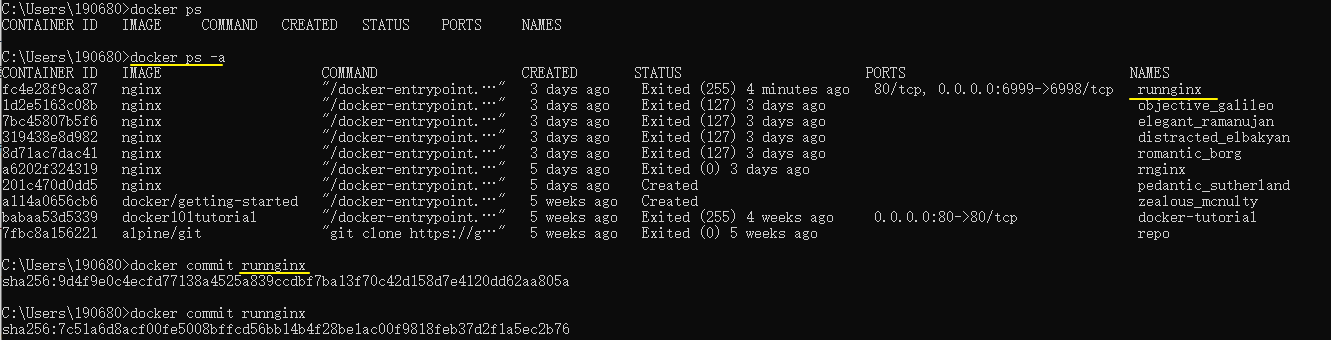 C:\Users\190680>docker ps
CONTAINER ID   IMAGE     COMMAND   CREATED   STATUS    PORTS     NAMES
C:\Users\190680>docker ps -a
CONTAINER ID   IMAGE                    COMMAND                  CREATED       STATUS                       PORTS                            NAMES
fc4e28f9ca87   nginx                    "/docker-entrypoint.…"   3 days ago    Exited (255) 4 minutes ago   80/tcp, 0.0.0.0:6999->6998/tcp   runnginx
1d2e5163c08b   nginx                    "/docker-entrypoint.…"   3 days ago    Exited (127) 3 days ago                                       objective_galileo
7bc45807b5f6   nginx                    "/docker-entrypoint.…"   3 days ago    Exited (127) 3 days ago                                       elegant_ramanujan
319438e8d982   nginx                    "/docker-entrypoint.…"   3 days ago    Exited (127) 3 days ago                                       distracted_elbakyan
8d71ac7dac41   nginx                    "/docker-entrypoint.…"   3 days ago    Exited (127) 3 days ago                                       romantic_borg
a6202f324319   nginx                    "/docker-entrypoint.…"   5 days ago    Exited (0) 3 days ago                                         rnginx
201c470d0dd5   nginx                    "/docker-entrypoint.…"   5 days ago    Created                                                       pedantic_sutherland
a114a0656cb6   docker/getting-started   "/docker-entrypoint.…"   5 weeks ago   Created                                                       zealous_mcnulty
babaa53d5339   docker101tutorial        "/docker-entrypoint.…"   5 weeks ago   Exited (255) 4 weeks ago     0.0.0.0:80->80/tcp               docker-tutorial
7fbc8a156221   alpine/git               "git clone https://g…"   5 weeks ago   Exited (0) 5 weeks ago                                        repo
C:\Users\190680>docker commit runnginx
sha256:9d4f9e0c4ecfd77138a4525a839ccdbf7ba13f70c42d158d7e4120dd62aa805a
C:\Users\190680>docker commit runnginx
sha256:7c51a6d8acf00fe5008bffcd56bb14b4f28be1ac00f9818feb37d2f1a5ec2b76